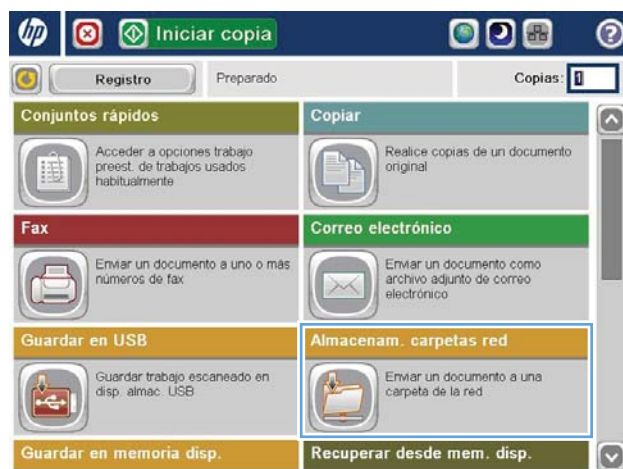 hp
Iniciar copia
?
Registro
Preparado
Copias: 1
Conjuntos rápidos
Acceder a opciones trabajo
preest. de trabajos usados
habitualmente
Copiar
Realice copias de un documento
original
Fax
Enviar un documento a uno o más
números de fax
Correo electrónico
Enviar un documento como
archivo adjunto de correo
electrónico
Guardar en USB
Guardar trabajo escaneado en
disp. almac. USB
Almacenam. carpetas red
Enviar un documento a una
carpeta de la red
Guardar en memoria disp.
Recuperar desde mem. disp.